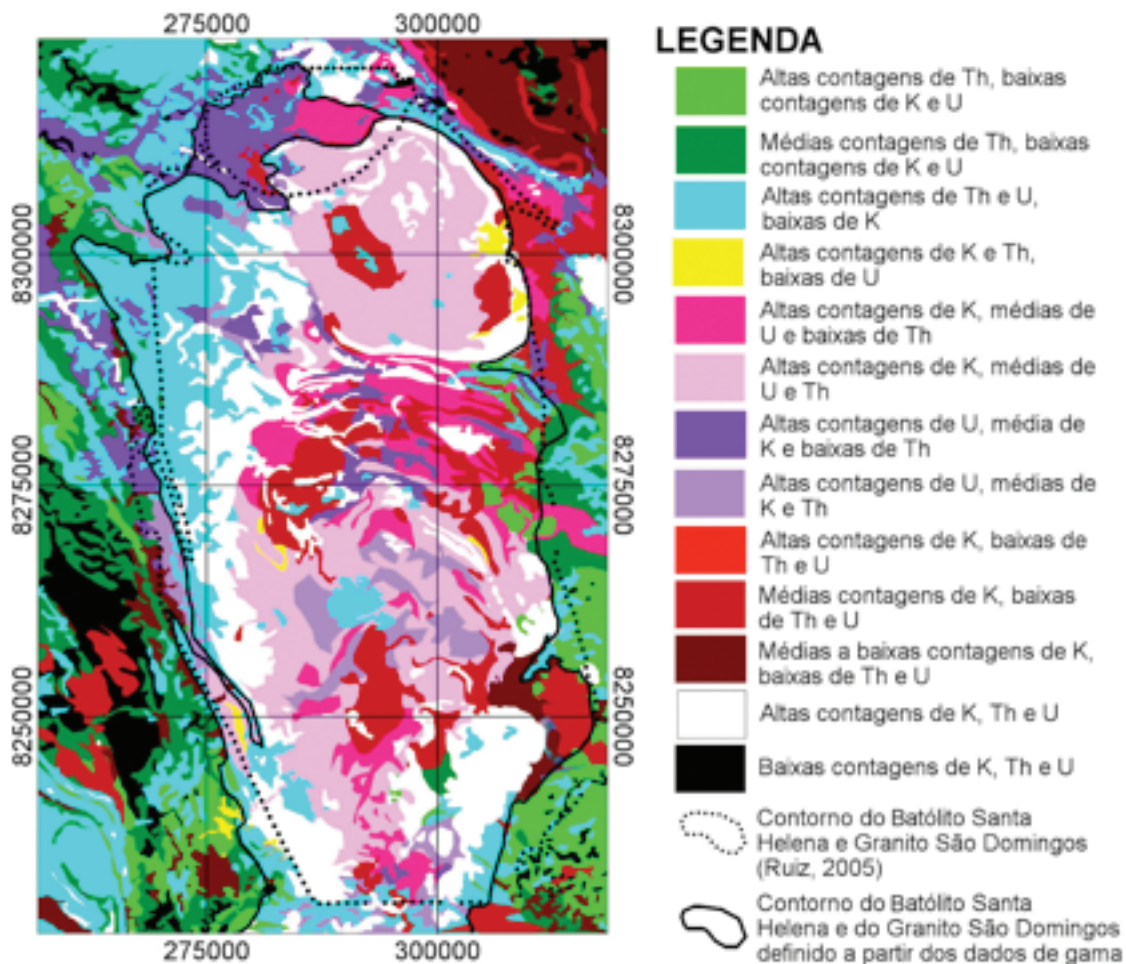 275000 300000
LEGENDA
Altas contagens de Th, baixas
contagens de K e U
Médias contagens de Th, baixas
contagens de K e U
Altas contagens de Th e U,
baixas de K
Altas contagens de K e Th,
baixas de U
Altas contagens de K, médias de
U e baixas de Th
Altas contagens de K, médias de
U e Th
Altas contagens de U, média de
K e baixas de Th
Altas contagens de U, médias de
K e Th
Altas contagens de K, baixas de
Th e U
Médias contagens de K, baixas
de Th e U
Médias a baixas contagens de K,
baixas de Th e U
Altas contagens de K, Th e U
Baixas contagens de K, Th e U
Contorno do Batólito Santa
Helena e Granito São Domingos
(Ruiz, 2005)
Contorno do Batólito Santa
Helena e do Granito São Domingos
definido a partir dos dados de gama
8300000
8275000
8250000
8300000
8275000
8250000
275000 300000